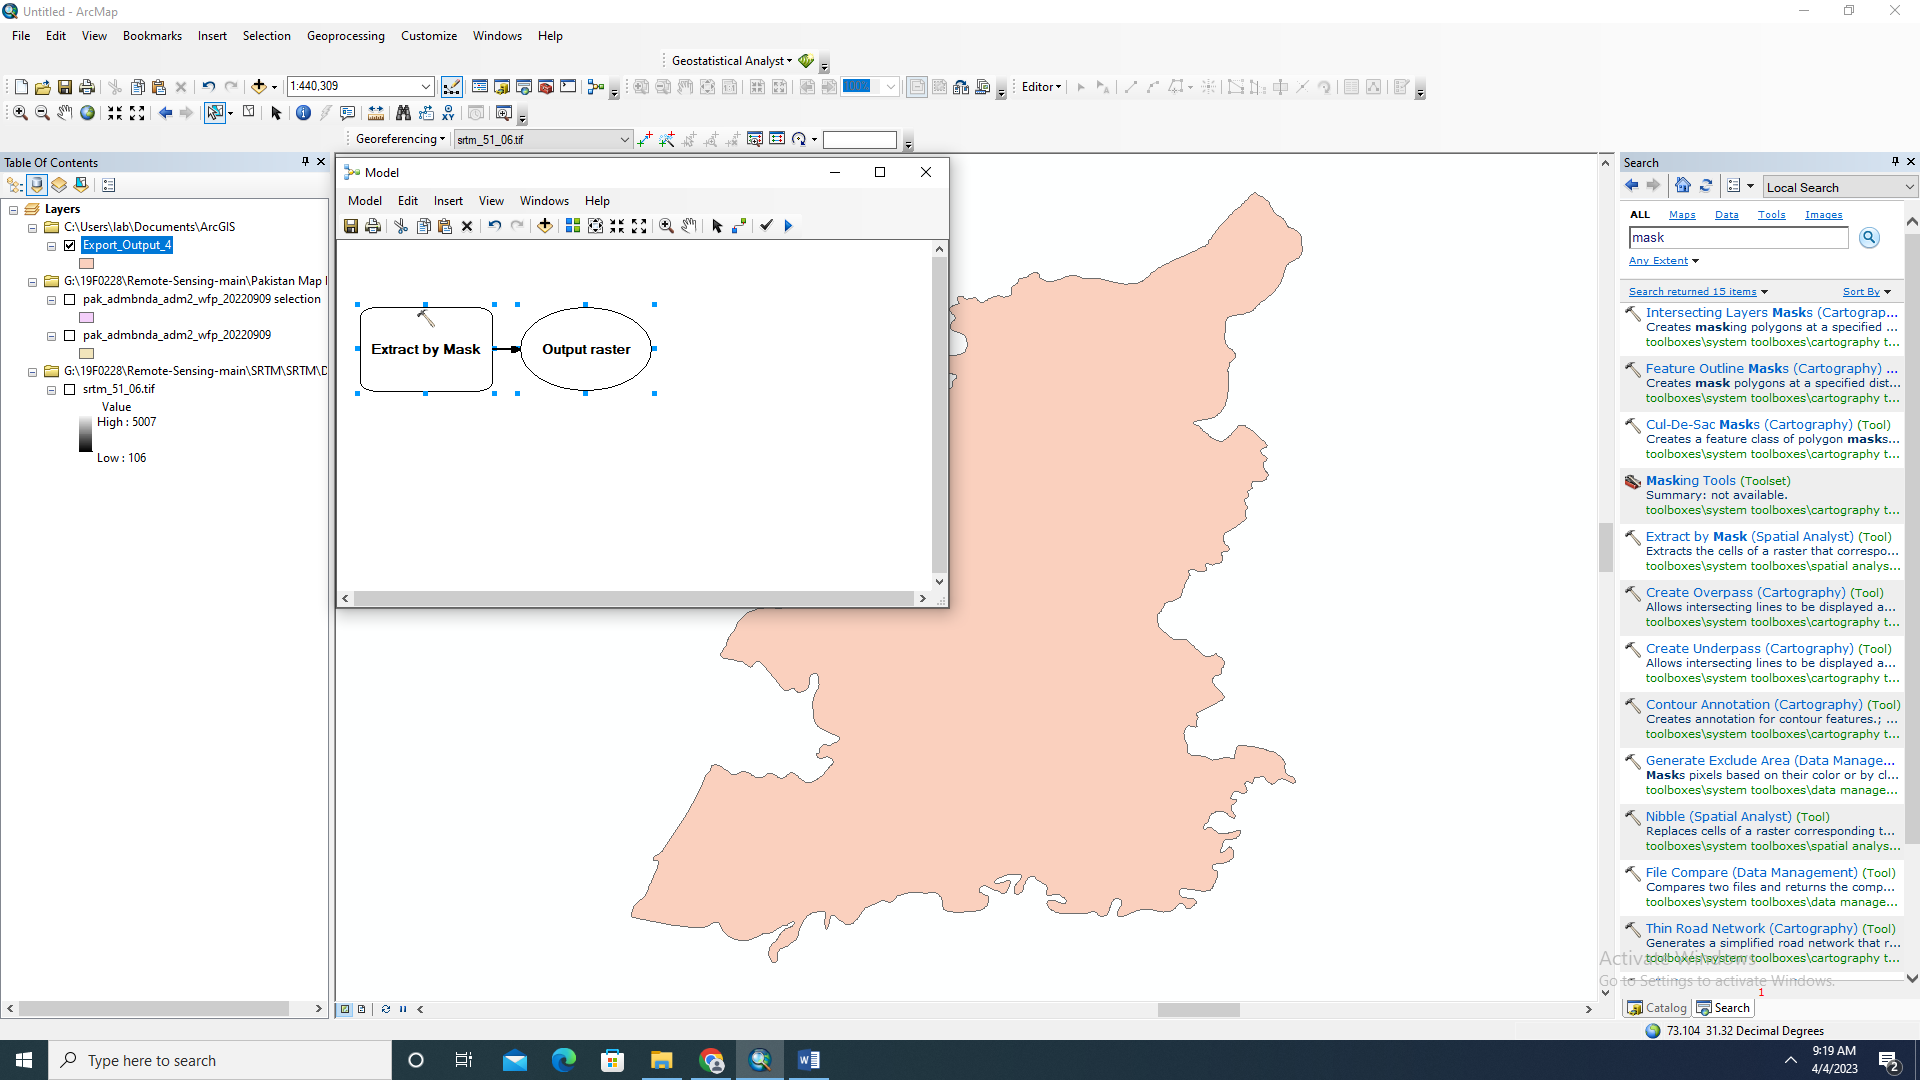 Untitled - ArcMap
File Edit View Bookmarks Insert Selection Geoprocessing Customize Windows Help
Geostatistical Analyst
1:440,309
100%
Editor
Georeferencing
srtm_51_06.tif
Table Of Contents
Layers
C:\Users\lab\Documents\ArcGIS
Export_Output_4
G:\19F0228\Remote-Sensing-main\Pakistan Map
pak_admbnda_adm2_wfp_20220909 selection
pak_admbnda_adm2_wfp_20220909
G:\19F0228\Remote-Sensing-main\SRTM\SRTM\D
srtm_51_06.tif
Value
High : 5007
Low : 106
Model
Model Edit Insert View Windows Help
Extract by Mask
Output raster
Search
Local Search
ALL Maps Data Tools Images
mask
Any Extent
Search returned 15 items
Sort By
Intersecting Layers Masks (Cartograp...
Creates masking polygons at a specified ...
toolboxes\system toolboxes\cartography t...
Feature Outline Masks (Cartography) ...
Creates mask polygons at a specified dist...
toolboxes\system toolboxes\cartography t...
Cul-De-Sac Masks (Cartography) (Tool)
Creates a feature class of polygon masks...
toolboxes\system toolboxes\cartography t...
Masking Tools (Toolset)
Summary: not available.
toolboxes\system toolboxes\cartography t...
Extract by Mask (Spatial Analyst) (Tool)
Extracts the cells of a raster that correspo...
toolboxes\system toolboxes\spatial analys...
Create Overpass (Cartography) (Tool)
Allows intersecting lines to be displayed a...
toolboxes\system toolboxes\cartography t...
Create Underpass (Cartography) (Tool)
Allows intersecting lines to be displayed a...
toolboxes\system toolboxes\cartography t...
Contour Annotation (Cartography) (Tool)
Creates annotation for contour features.; ...
toolboxes\system toolboxes\cartography t...
Generate Exclude Area (Data Manage...
Masks pixels based on their color or by cl...
toolboxes\system toolboxes\data manage...
Nibble (Spatial Analyst) (Tool)
Replaces cells of a raster corresponding t...
toolboxes\system toolboxes\spatial analys...
File Compare (Data Management) (Tool)
Compares two files and returns the comp...
toolboxes\system toolboxes\data manage...
Thin Road Network (Cartography) (Tool)
Generates a simplified road network that r...
toolboxes\system toolboxes\cartography t...
Activate Windows
Go to Settings to activate Windows.
1
Catalog Search
73.104 31.32 Decimal Degrees
Type here to search
9:19 AM
4/4/2023
2